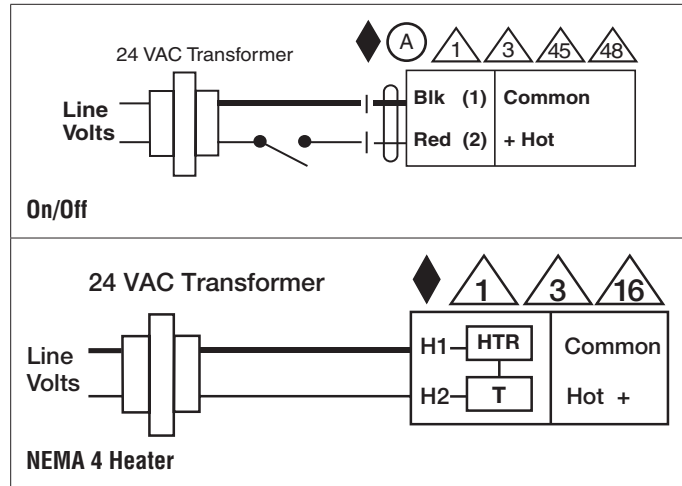 24 VAC Transformer
A 1 3 45 48
Line
Volts
Blk (1) Common
Red (2) + Hot
On/Off
24 VAC Transformer
1 3 16
Line
Volts
H1 HTR Common
H2 T Hot +
NEMA 4 Heater